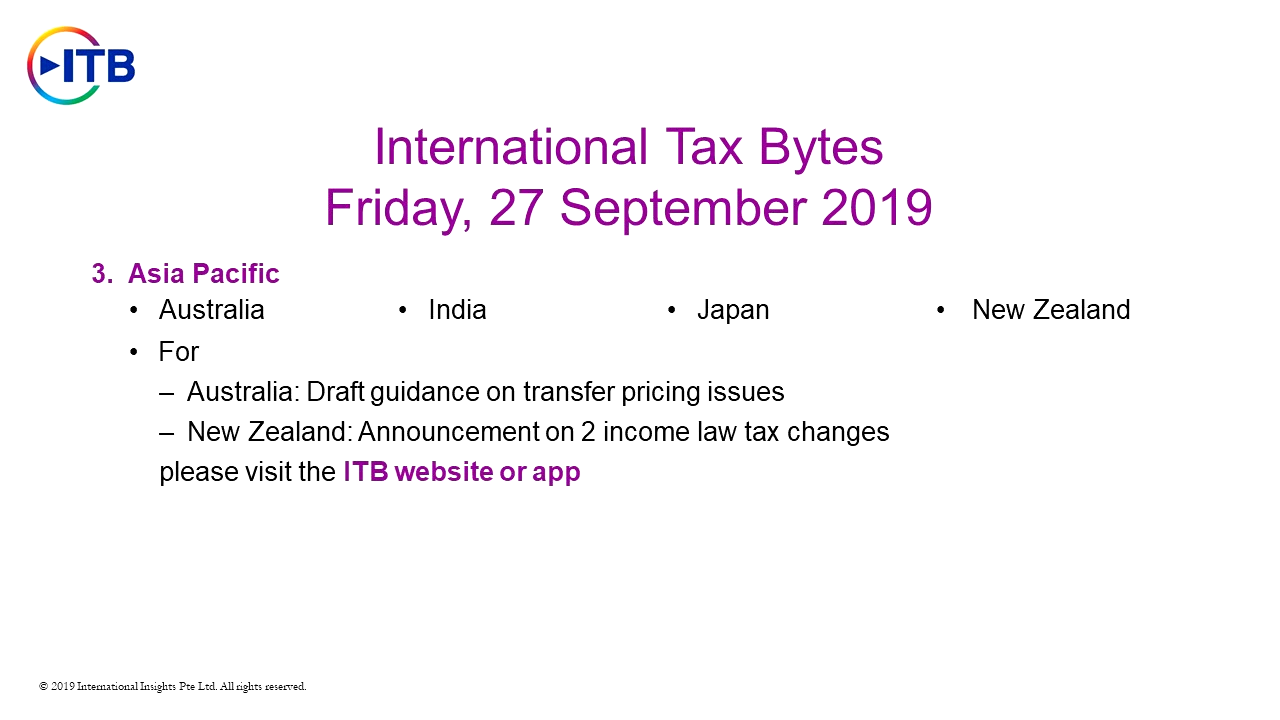 ITB
International Tax Bytes
Friday, 27 September 2019
3. Asia Pacific
• Australia • India • Japan • New Zealand
• For
– Australia: Draft guidance on transfer pricing issues
– New Zealand: Announcement on 2 income law tax changes
please visit the ITB website or app
© 2019 International Insights Pte Ltd. All rights reserved.